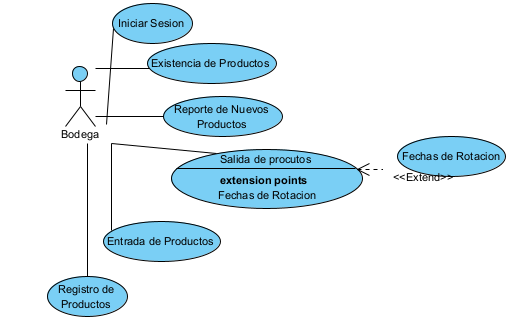 Iniciar Sesion
Existencia de Productos
Reporte de Nuevos
Productos
Bodega
Salida de procutos
extension points
Fechas de Rotacion
Fechas de Rotacion
<<Extend>>
Entrada de Productos
Registro de
Productos